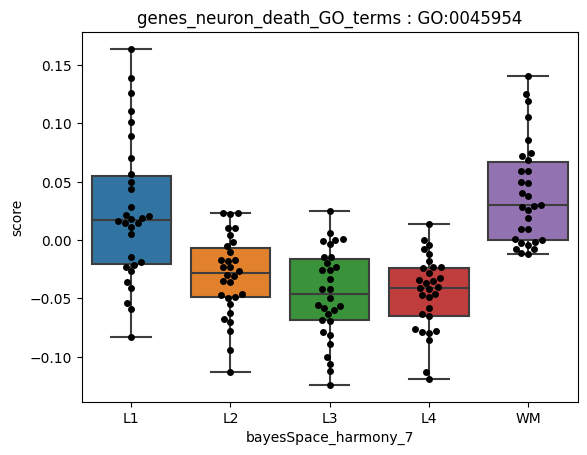 genes_neuron_death_GO_terms : GO:0045954
0.15
0.10
0.05
0.00
−0.05
−0.10
score
L1 L2 L3 L4 WM
bayesSpace_harmony_7